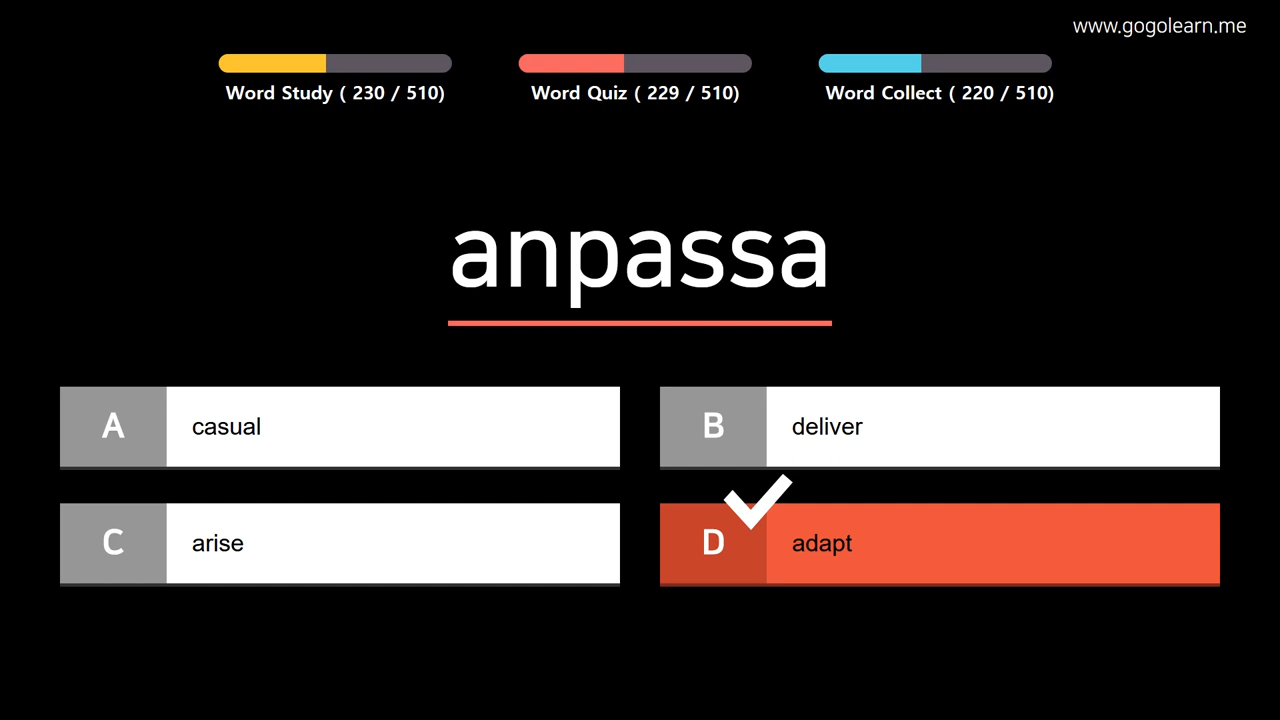 www.gogolearn.me
Word Study ( 230 / 510)
Word Quiz ( 229 / 510)
Word Collect ( 220 / 510)
anpassa
A casual
B deliver
C arise
D adapt